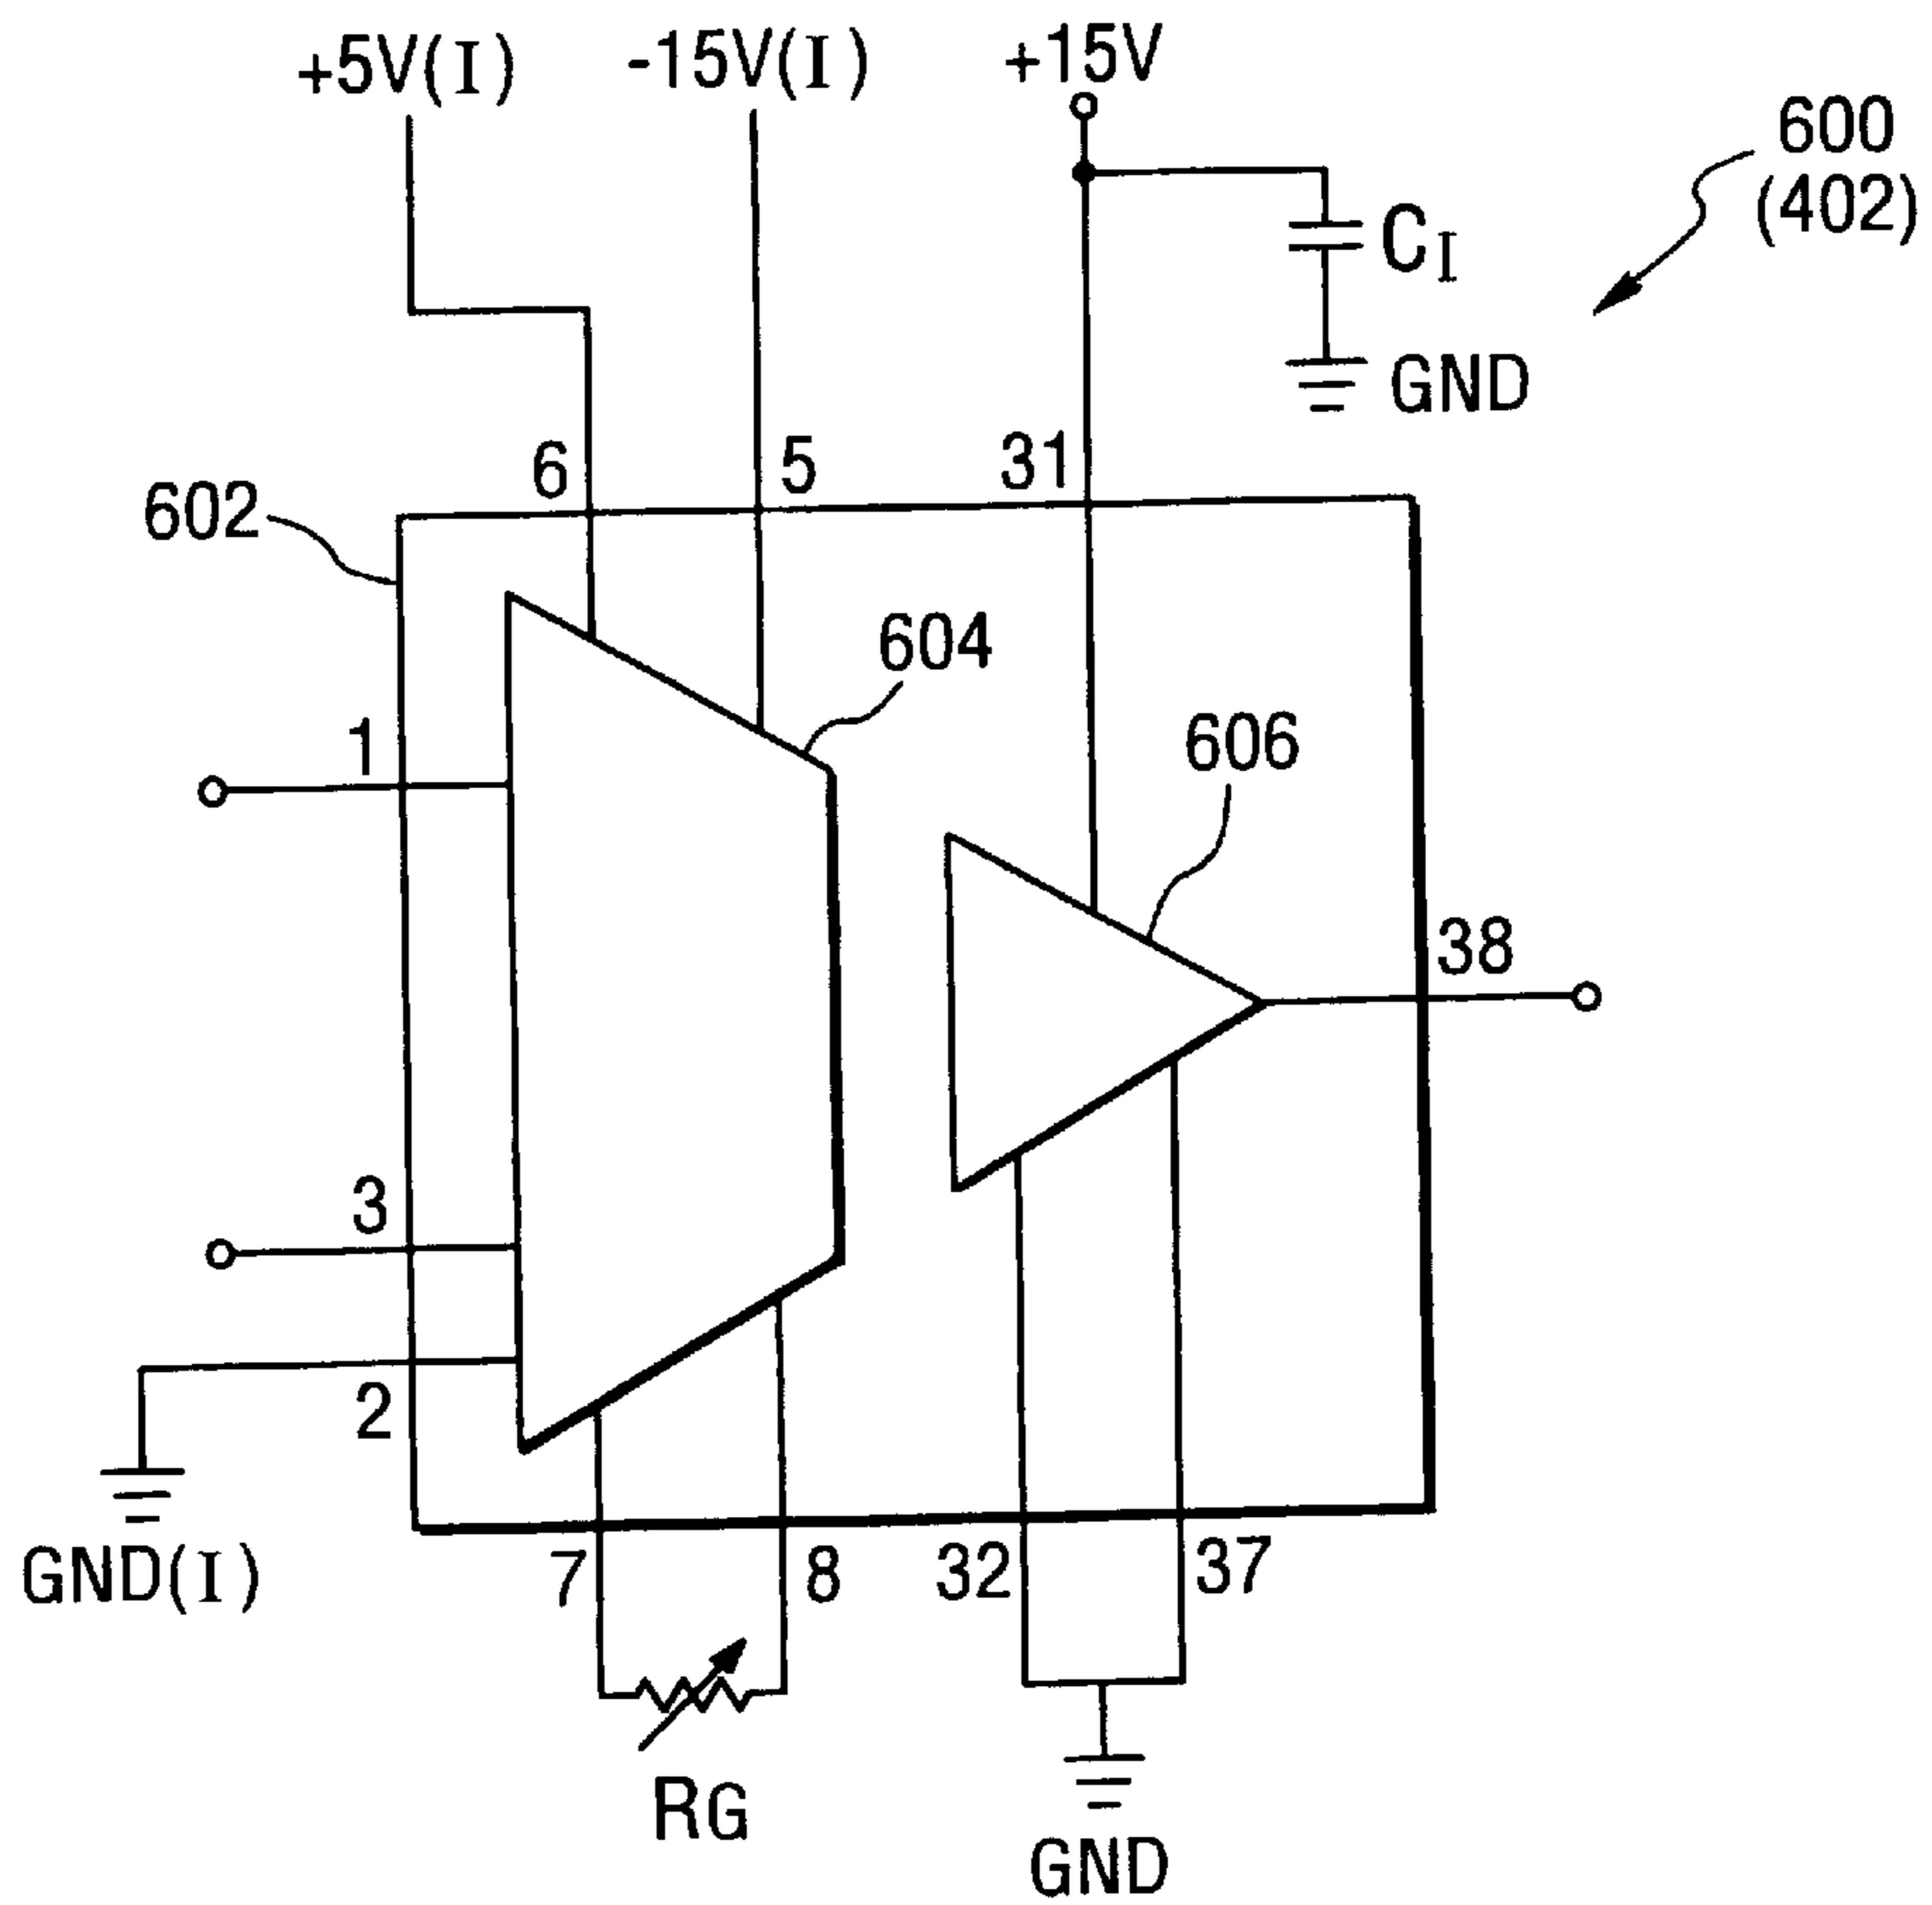 +5V(I)
-15V(I)
+15V
600
(402)
CI
GND
6
5
31
602
604
1
606
38
3
2
GND(I)
7
8
32
37
RG
GND